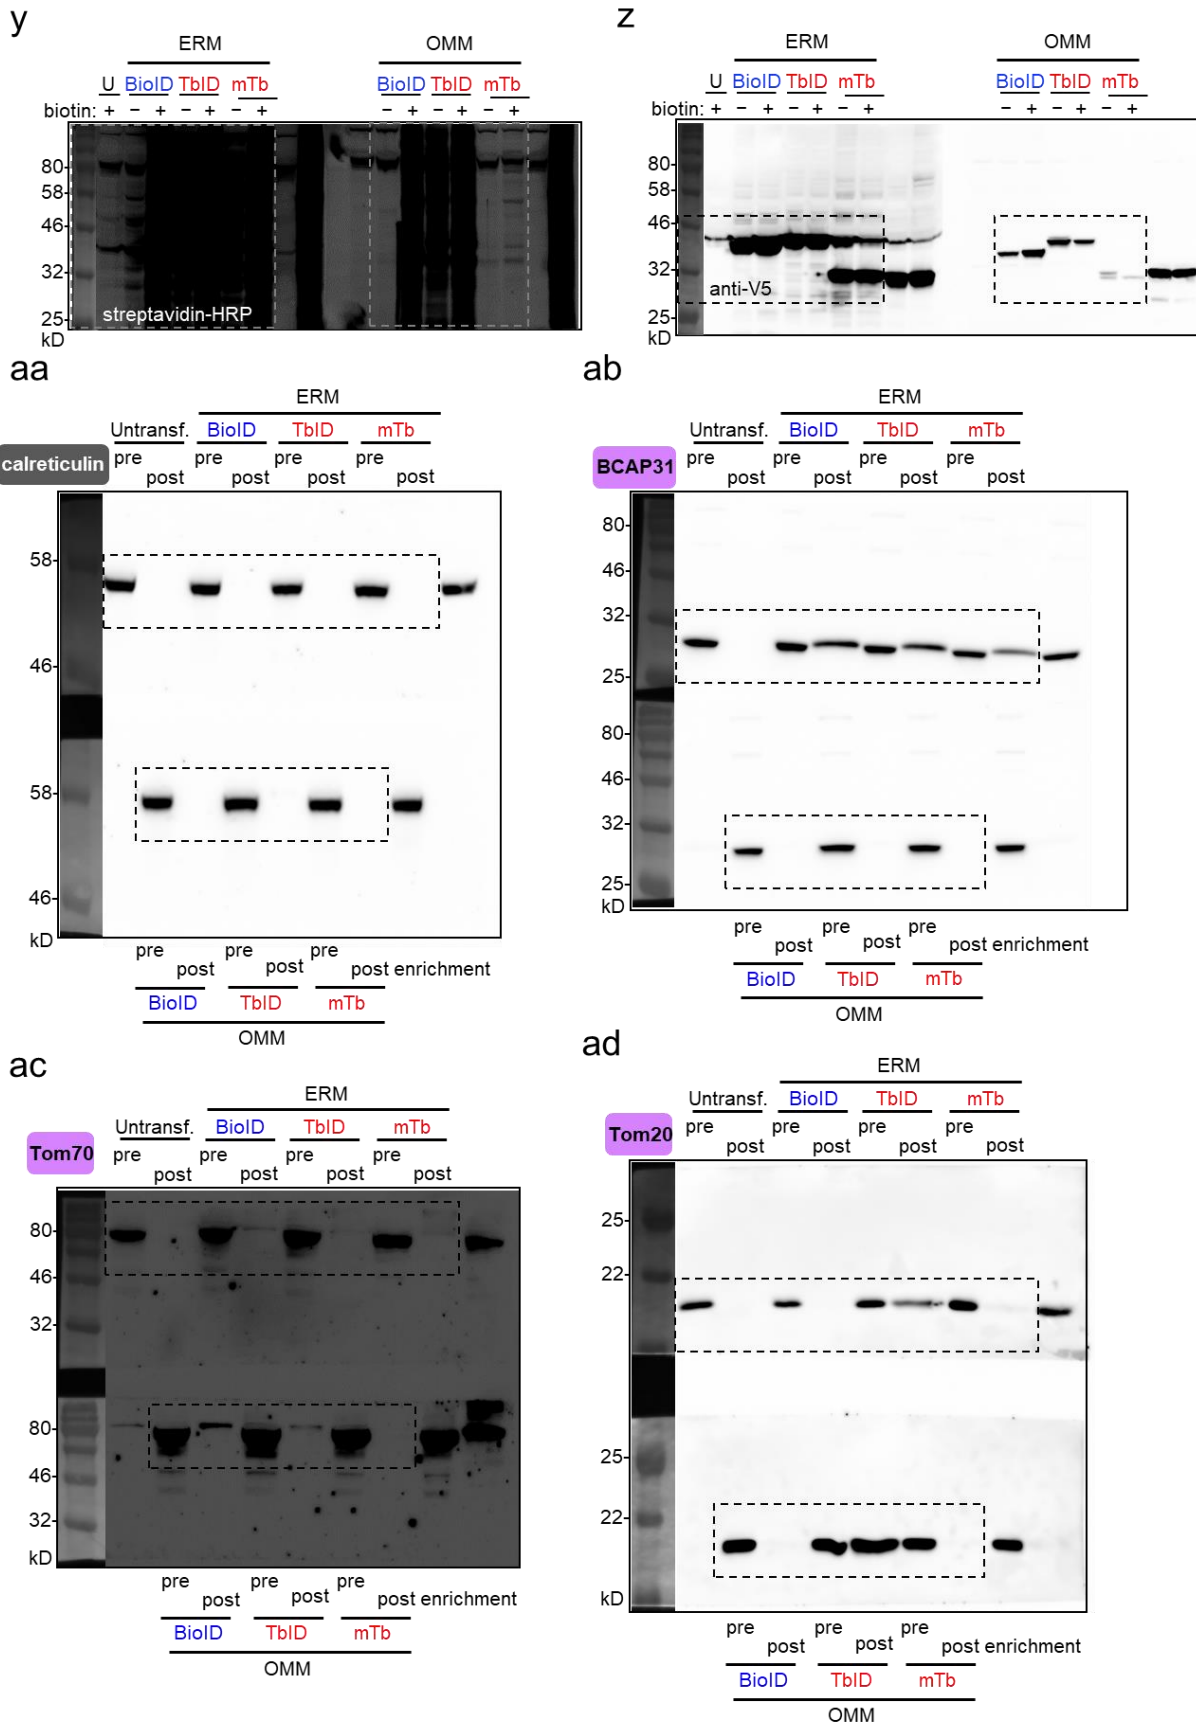 y
ERM
OMM
U BioID TbID mTb
BioID TbID mTb
biotin: + − + − + − + − + − + − +
80-
58-
46-
32-
25-
kD
streptavidin-HRP
z
ERM
OMM
U BioID TbID mTb
BioID TbID mTb
biotin: + − + − + − + − + − + − +
80-
58-
46-
32-
25-
kD
anti-V5
aa
ERM
Untransf. BioID TbID mTb
calreticulin
pre post pre post pre post pre post
58-
46-
58-
46-
kD
pre post pre post pre post enrichment
BioID TbID mTb
OMM
ab
ERM
Untransf. BioID TbID mTb
BCAP31
pre post pre post pre post pre post
80-
46-
32-
25-
80-
46-
32-
25-
kD
pre post pre post pre post enrichment
BioID TbID mTb
OMM
ac
ERM
Untransf. BioID TbID mTb
Tom70
pre post pre post pre post pre post
80-
46-
32-
80-
46-
32-
kD
pre post pre post pre post enrichment
BioID TbID mTb
OMM
ad
ERM
Untransf. BioID TbID mTb
Tom20
pre post pre post pre post pre post
25-
22-
25-
22-
kD
pre post pre post pre post enrichment
BioID TbID mTb
OMM